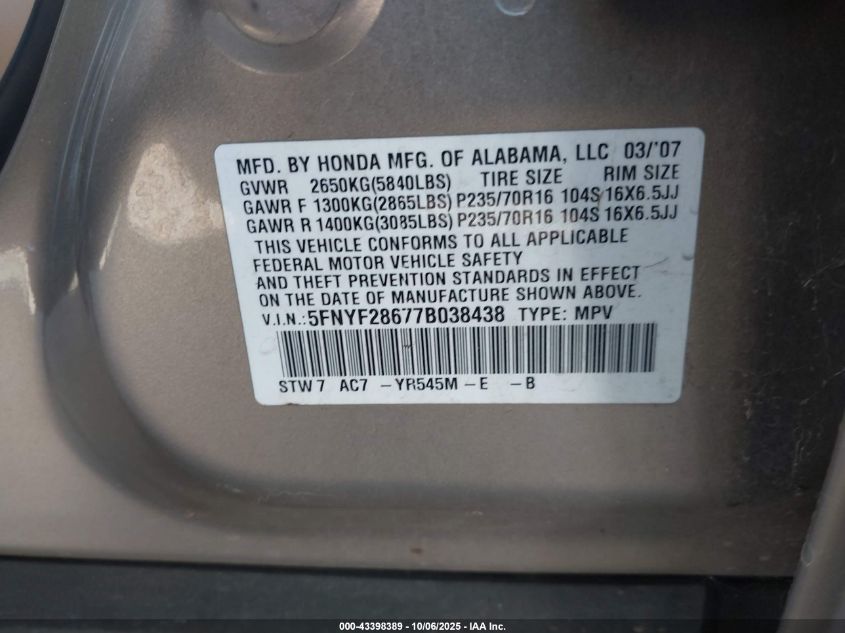 MFD. BY HONDA MFG. OF ALABAMA, LLC 03/'07
GVWR 2650KG(5840LBS) TIRE SIZE RIM SIZE
GAWR F 1300KG(2865LBS) P235/70R16 104S 16X6.5JJ
GAWR R 1400KG(3085LBS) P235/70R16 104S 16X6.5JJ
THIS VEHICLE CONFORMS TO ALL APPLICABLE
FEDERAL MOTOR VEHICLE SAFETY
AND THEFT PREVENTION STANDARDS IN EFFECT
ON THE DATE OF MANUFACTURE SHOWN ABOVE.
V.I.N.:5FNYF28677B038438 TYPE: MPV
STW7 AC7 -YR545M-E -B
000-43398389 - 10/06/2025 - IAA Inc.